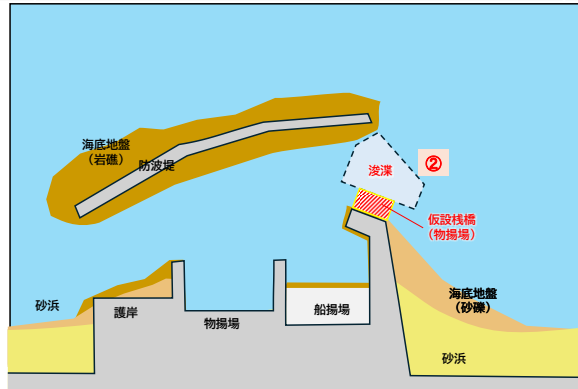 海底地盤
（岩礁）
防波堤
②
浚渫
仮設桟橋
（物揚場）
海底地盤
（砂礫）
砂浜
護岸
物揚場
船揚場
砂浜